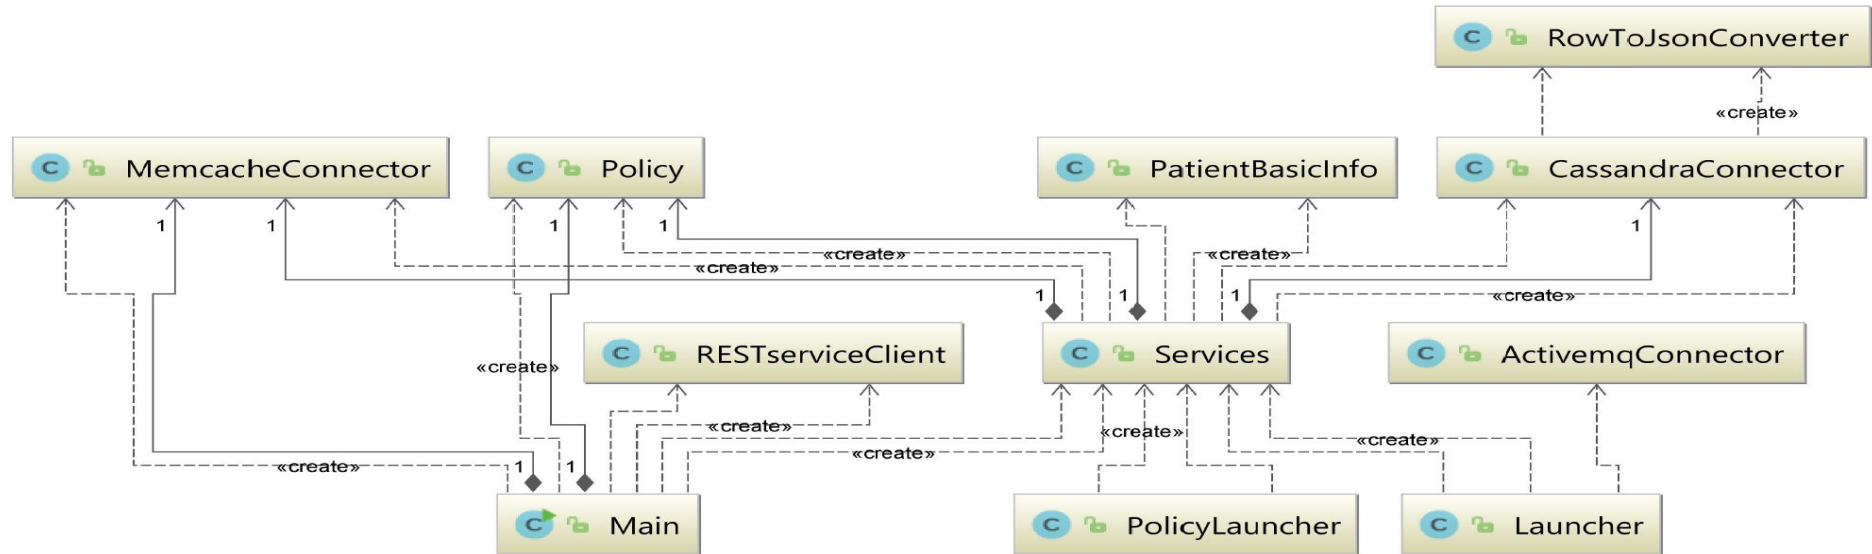 C RowToJsonConverter
«create»
C MemcacheConnector C Policy C PatientBasicInfo C CassandraConnector
1 1 1 1 1
«create» «create»
«create»
1 1 1 «create»
C RESTserviceClient C Services C ActivemqConnector
«create»
«create» «create»
«create»
«create»
«create» 1 1
C Main C PolicyLauncher C Launcher